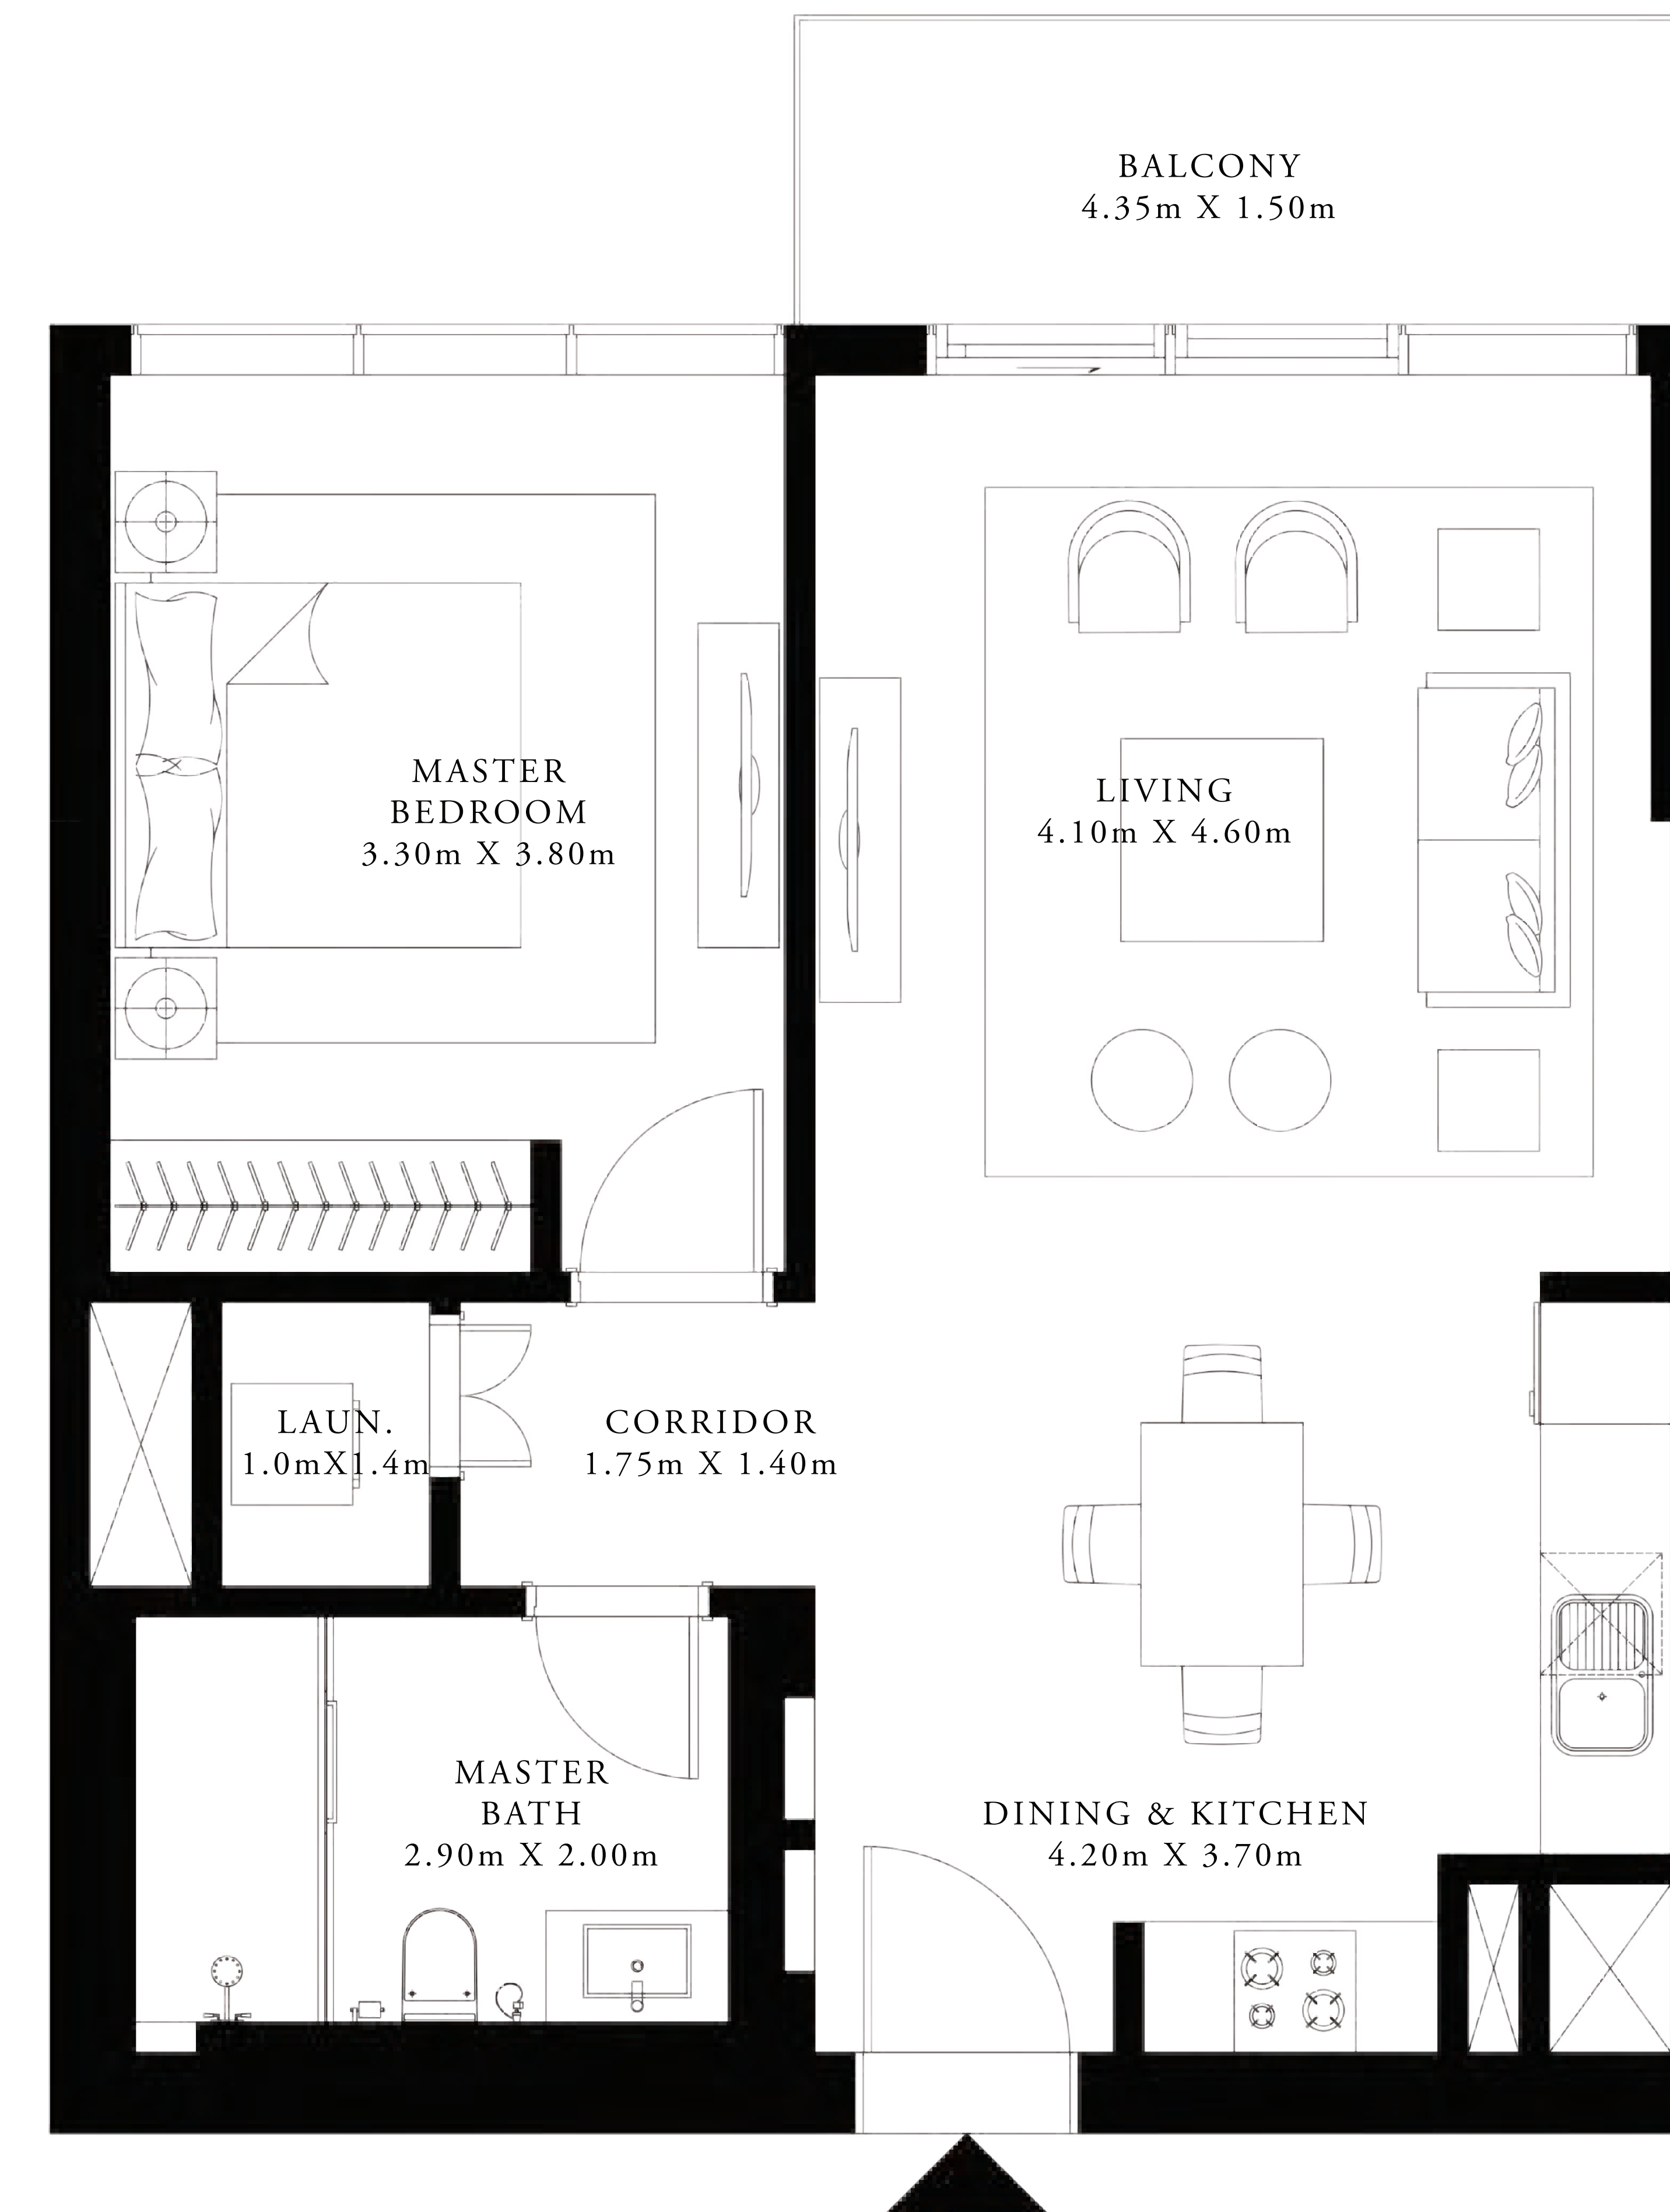 BALCONY
4.35m X 1.50m
MASTER
BEDROOM
3.30m X 3.80m
LIVING
4.10m X 4.60m
LAUN.
1.0mX1.4m
CORRIDOR
1.75m X 1.40m
MASTER
BATH
2.90m X 2.00m
DINING & KITCHEN
4.20m X 3.70m